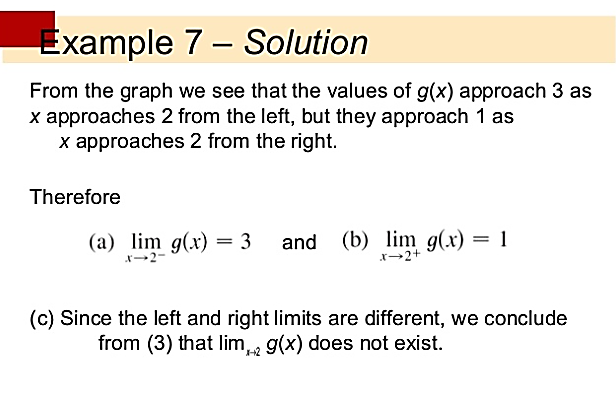 Example 7 – Solution
From the graph we see that the values of g(x) approach 3 as
x approaches 2 from the left, but they approach 1 as
x approaches 2 from the right.
Therefore
(a) lim x→2⁻ g(x) = 3 and (b) lim x→2⁺ g(x) = 1
(c) Since the left and right limits are different, we conclude
from (3) that limₓ→₂ g(x) does not exist.